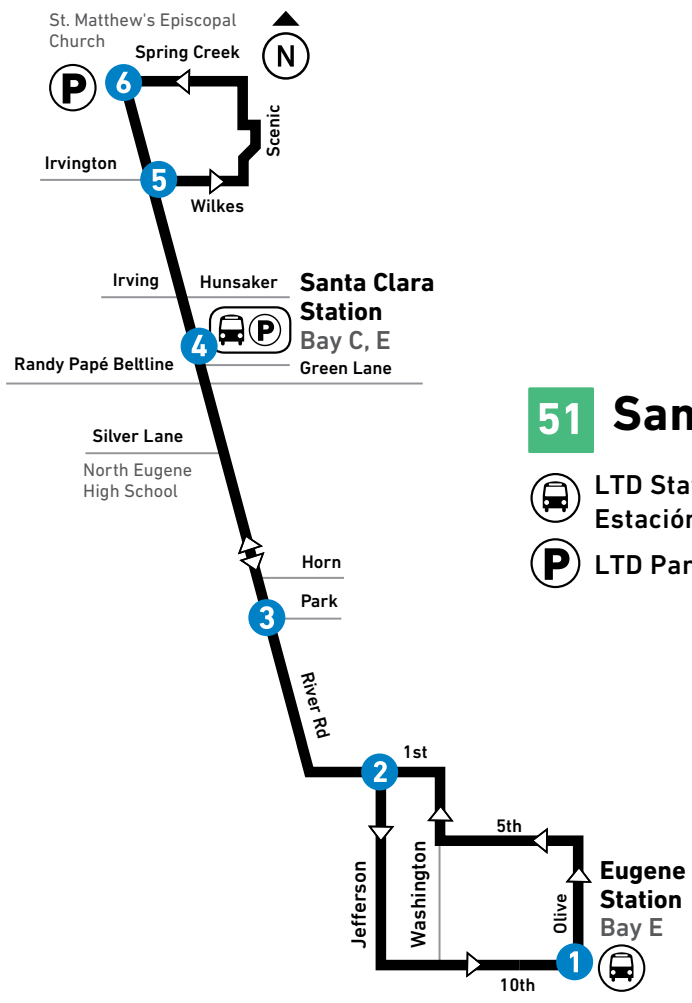 St. Matthew's Episcopal
Church
Spring Creek
N
P
6
Scenic
Irvington
5
Wilkes
Irving
Hunsaker
Santa Clara
Station
Bay C, E
P
4
Randy Papé Beltline
Green Lane
51
Silver Lane
North Eugene
High School
LTD
Estación
P
LTD
Horn
Park
3
River Rd
2
1st
5th
Jefferson
Washington
Olive
Eugene
Station
Bay E
1
10th